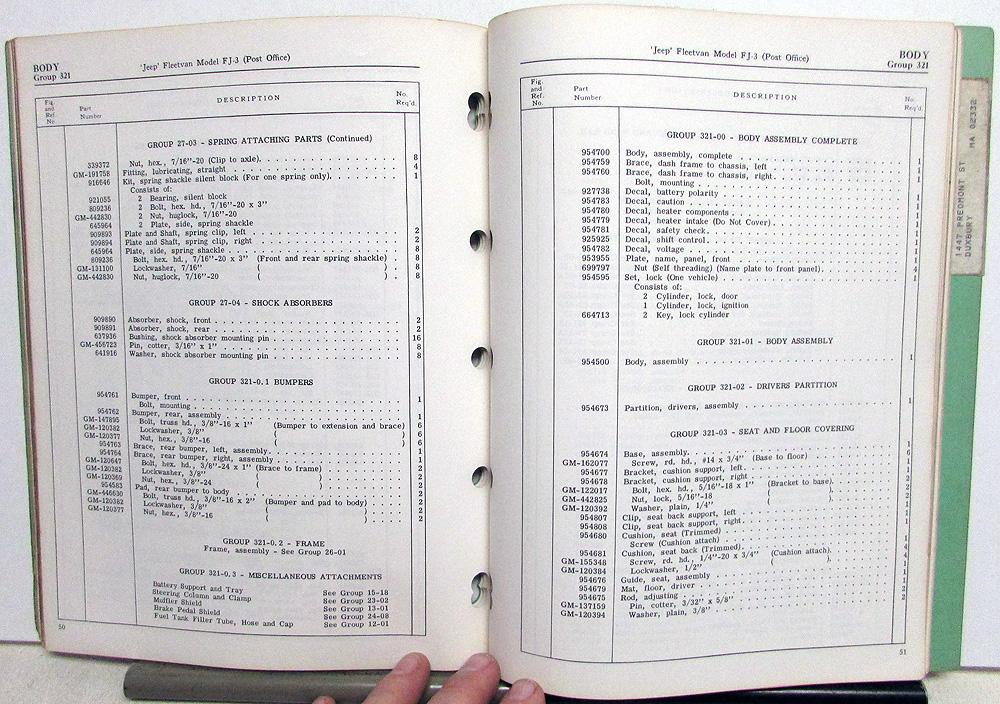 BODY
Group 321
'Jeep' Fleetvan Model FJ-3 (Post Office)
Fig. and Ref. No. Part Number DESCRIPTION No. Req'd.
GROUP 27-03 - SPRING ATTACHING PARTS (Continued)
339372 Nut, hex., 7/16"-20 (Clip to axle) 8
GM-191758 Fitting, lubricating, straight 4
916646 Kit, spring shackle silent block (For one spring only) 1
Consists of:
921055 2 Bearing, silent block
809236 2 Bolt, hex. hd., 7/16"-20 x 3"
GM-442830 2 Nut, huglock, 7/16"-20
645964 2 Plate, side, spring shackle
909893 Plate and Shaft, spring clip, left 2
909894 Plate and Shaft, spring clip, right 2
645964 Plate, side, spring shackle 8
809236 Bolt, hex. hd., 7/16"-20 x 3" (Front and rear spring shackle) 8
GM-131100 Lockwasher, 7/16" ( ) 8
GM-442830 Nut, huglock, 7/16"-20 ( ) 8
GROUP 27-04 - SHOCK ABSORBERS
909890 Absorber, shock, front 2
909891 Absorber, shock, rear 2
637936 Bushing, shock absorber mounting pin 16
GM-456723 Pin, cotter, 3/16" x 1" 8
641916 Washer, shock absorber mounting pin 8
GROUP 321-0.1 BUMPERS
954761 Bumper, front 1
Bolt, mounting
954762 Bumper, rear, assembly 1
GM-147895 Bolt, truss hd., 3/8"-16 x 1" (Bumper to extension and brace) 6
GM-120382 Lockwasher, 3/8" ( ) 6
GM-120377 Nut, hex., 3/8"-16 ( ) 6
954763 Brace, rear bumper, left, assembly 1
954764 Brace, rear bumper, right, assembly 1
GM-120647 Bolt, hex. hd., 3/8"-24 x 1" (Brace to frame) 2
GM-120382 Lockwasher, 3/8" ( ) 2
GM-120369 Nut, hex., 3/8"-24 ( ) 2
954583 Pad, rear bumper to body 2
GM-446630 Bolt, truss hd., 3/8"-16 x 2" (Bumper and pad to body) 2
GM-120382 Lockwasher, 3/8" ( ) 2
GM-120377 Nut, hex., 3/8"-16 ( ) 2
GROUP 321-0.2 - FRAME
Frame, assembly - See Group 26-01
GROUP 321-0.3 - MISCELLANEOUS ATTACHMENTS
Battery Support and Tray See Group 15-18
Steering Column and Clamp See Group 23-02
Muffler Shield See Group 13-01
Brake Pedal Shield See Group 24-08
Fuel Tank Filler Tube, Hose and Cap See Group 12-01
50
'Jeep' Fleetvan Model FJ-3 (Post Office)
BODY
Group 321
Fig. and Ref. No. Part Number DESCRIPTION No. Req'd.
GROUP 321-00 - BODY ASSEMBLY COMPLETE
954700 Body, assembly, complete 1
954759 Brace, dash frame to chassis, left 1
954760 Brace, dash frame to chassis, right 1
Bolt, mounting
927738 Decal, battery polarity 1
954783 Decal, caution 1
954780 Decal, heater components 1
954779 Decal, heater intake (Do Not Cover) 1
954781 Decal, safety check 1
925925 Decal, shift control 1
954782 Decal, voltage 1
953955 Plate, name, panel, front 1
699797 Nut (Self threading) (Name plate to front panel) 4
954595 Set, lock (One vehicle) 1
Consists of:
2 Cylinder, lock, door
1 Cylinder, lock, ignition
664713 2 Key, lock cylinder
GROUP 321-01 - BODY ASSEMBLY
954500 Body, assembly 1
GROUP 321-02 - DRIVERS PARTITION
954673 Partition, drivers, assembly 1
GROUP 321-03 - SEAT AND FLOOR COVERING
954674 Base, assembly 1
GM-162077 Screw, rd. hd., #14 x 3/4" (Base to floor) 6
954677 Bracket, cushion support, left 1
954678 Bracket, cushion support, right 1
GM-122017 Bolt, hex. hd., 5/16"-18 x 1" (Bracket to base) 2
GM-442825 Nut, lock, 5/16"-18 ( ) 2
GM-120392 Washer, plain, 1/4" ( )
954807 Clip, seat back support, left 1
954808 Clip, seat back support, right 1
954680 Cushion, seat (Trimmed) 1
Screw (Cushion attach)
954681 Cushion, seat back (Trimmed) 1
GM-155348 Screw, rd. hd., 1/4"-20 x 3/4" (Cushion attach) 4
GM-120384 Lockwasher, 1/2" ( ) 4
954676 Guide, seat, assembly 1
954679 Mat, floor, driver 1
954675 Rod, adjusting
GM-137159 Pin, cotter, 3/32" x 5/8" 2
GM-120394 Washer, plain, 3/8"
51
1447 PREDMONT ST
DUXBURY MA 02332